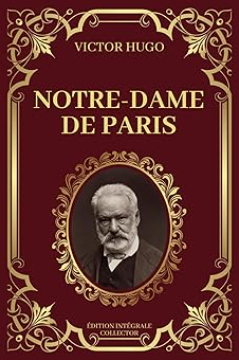 VICTOR HUGO
NOTRE-DAME
DE PARIS
ÉDITION INTÉGRALE
COLLECTOR